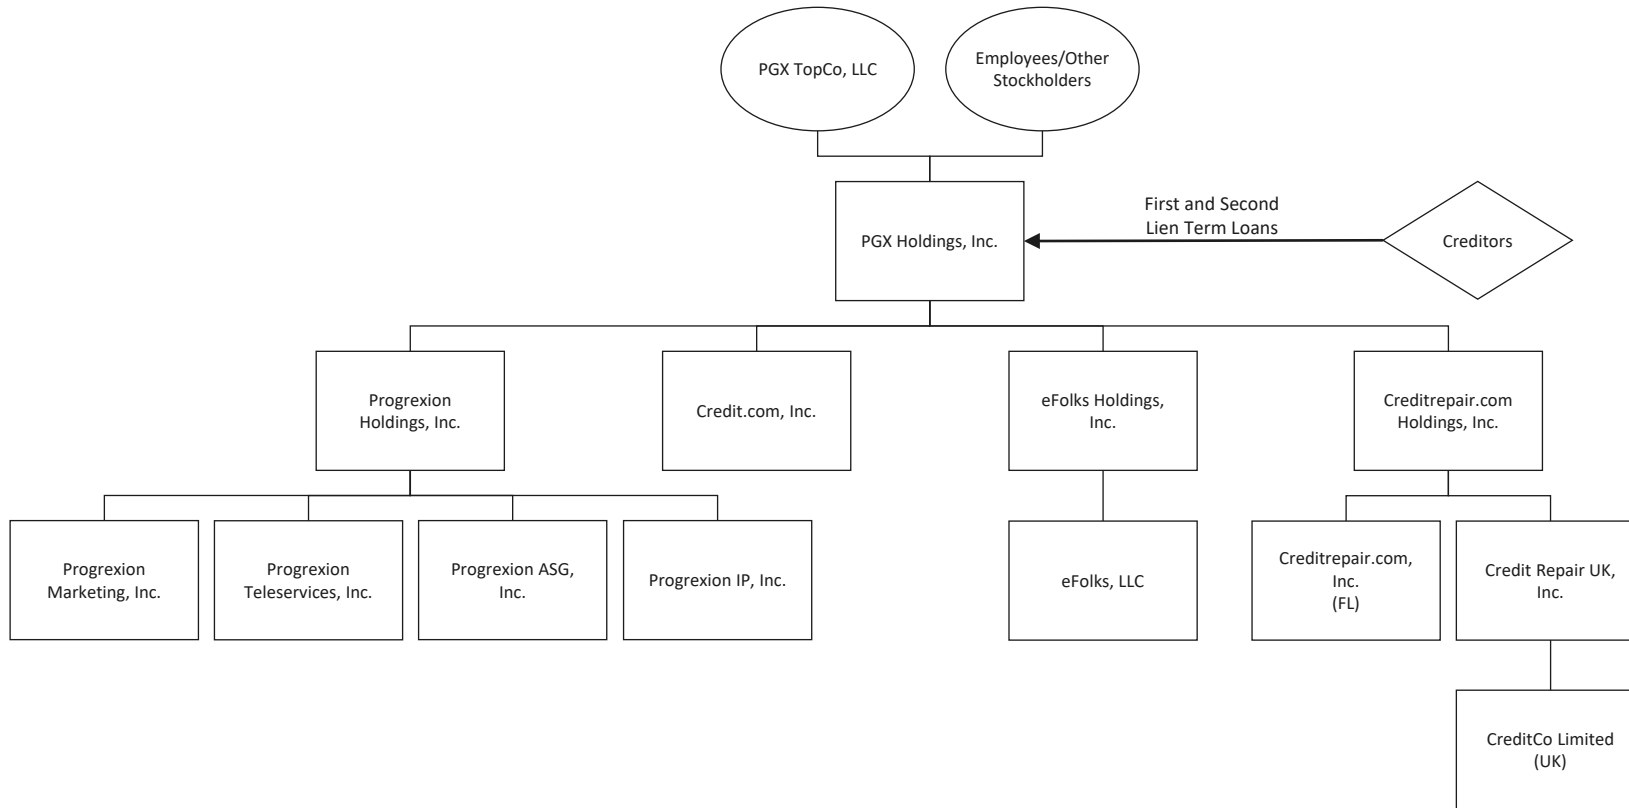 PGX TopCo, LLC
Employees/Other
Stockholders
PGX Holdings, Inc.
First and Second
Lien Term Loans
Creditors
Progrexion
Holdings, Inc.
Credit.com, Inc.
eFolks Holdings,
Inc.
Creditrepair.com
Holdings, Inc.
Progrexion
Marketing, Inc.
Progrexion
Teleservices, Inc.
Progrexion ASG,
Inc.
Progrexion IP, Inc.
eFolks, LLC
Creditrepair.com,
Inc.
(FL)
Credit Repair UK,
Inc.
CreditCo Limited
(UK)